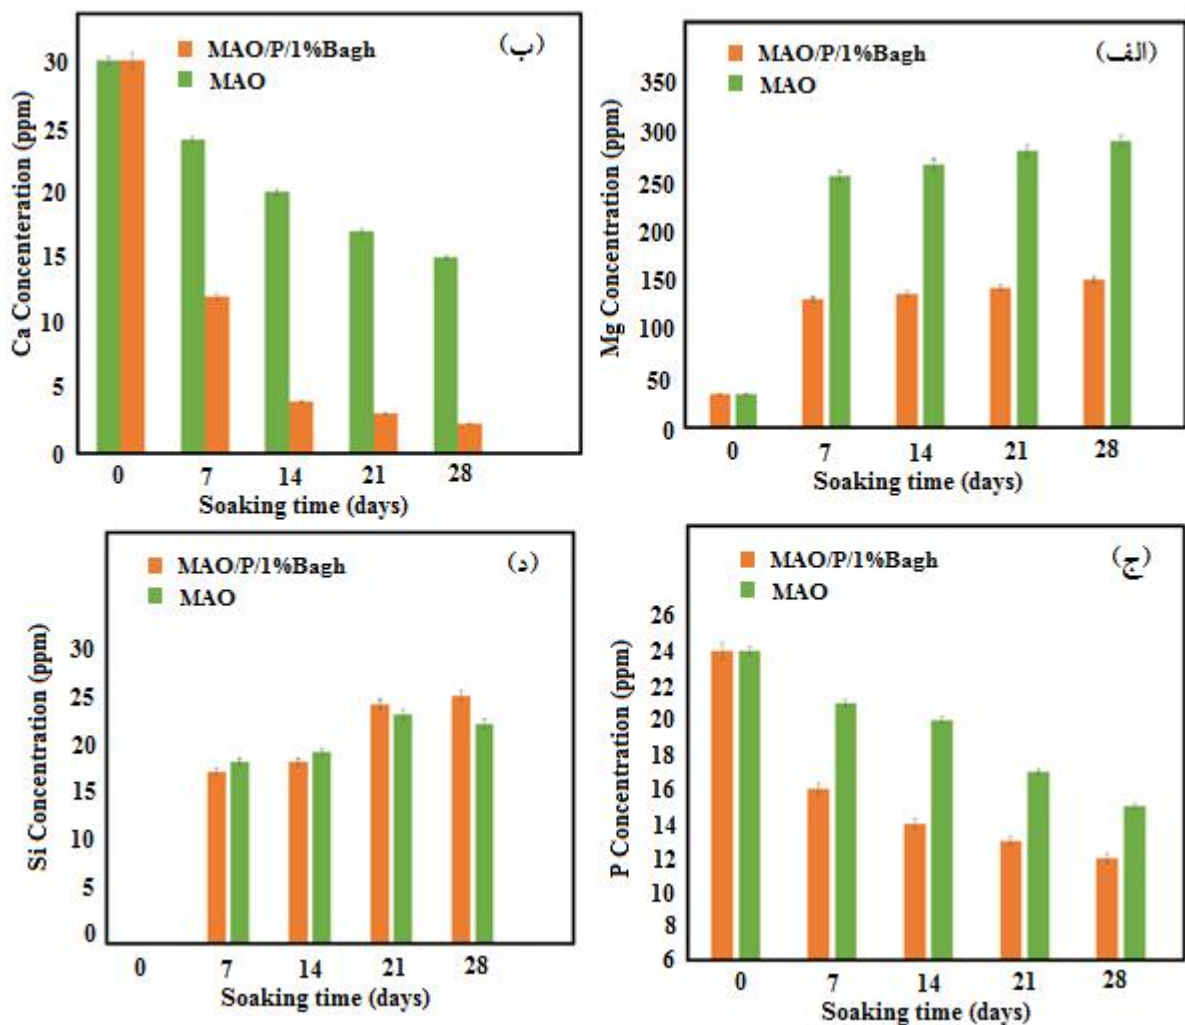 (ب)
MAO/P/1%Bagh
MAO
Ca Concenteration (ppm)
30
25
20
15
10
5
0
0 7 14 21 28
Soaking time (days)
(الف)
MAO/P/1%Bagh
MAO
Mg Concentration (ppm)
350
300
250
200
150
100
50
0
0 7 14 21 28
Soaking time (days)
(د)
MAO/P/1%Bagh
MAO
Si Concentration (ppm)
30
25
20
15
10
5
0
0 7 14 21 28
Soaking time (days)
(ج)
MAO/P/1%Bagh
MAO
P Concentration (ppm)
26
24
22
20
18
16
14
12
10
8
6
0 7 14 21 28
Soaking time (days)